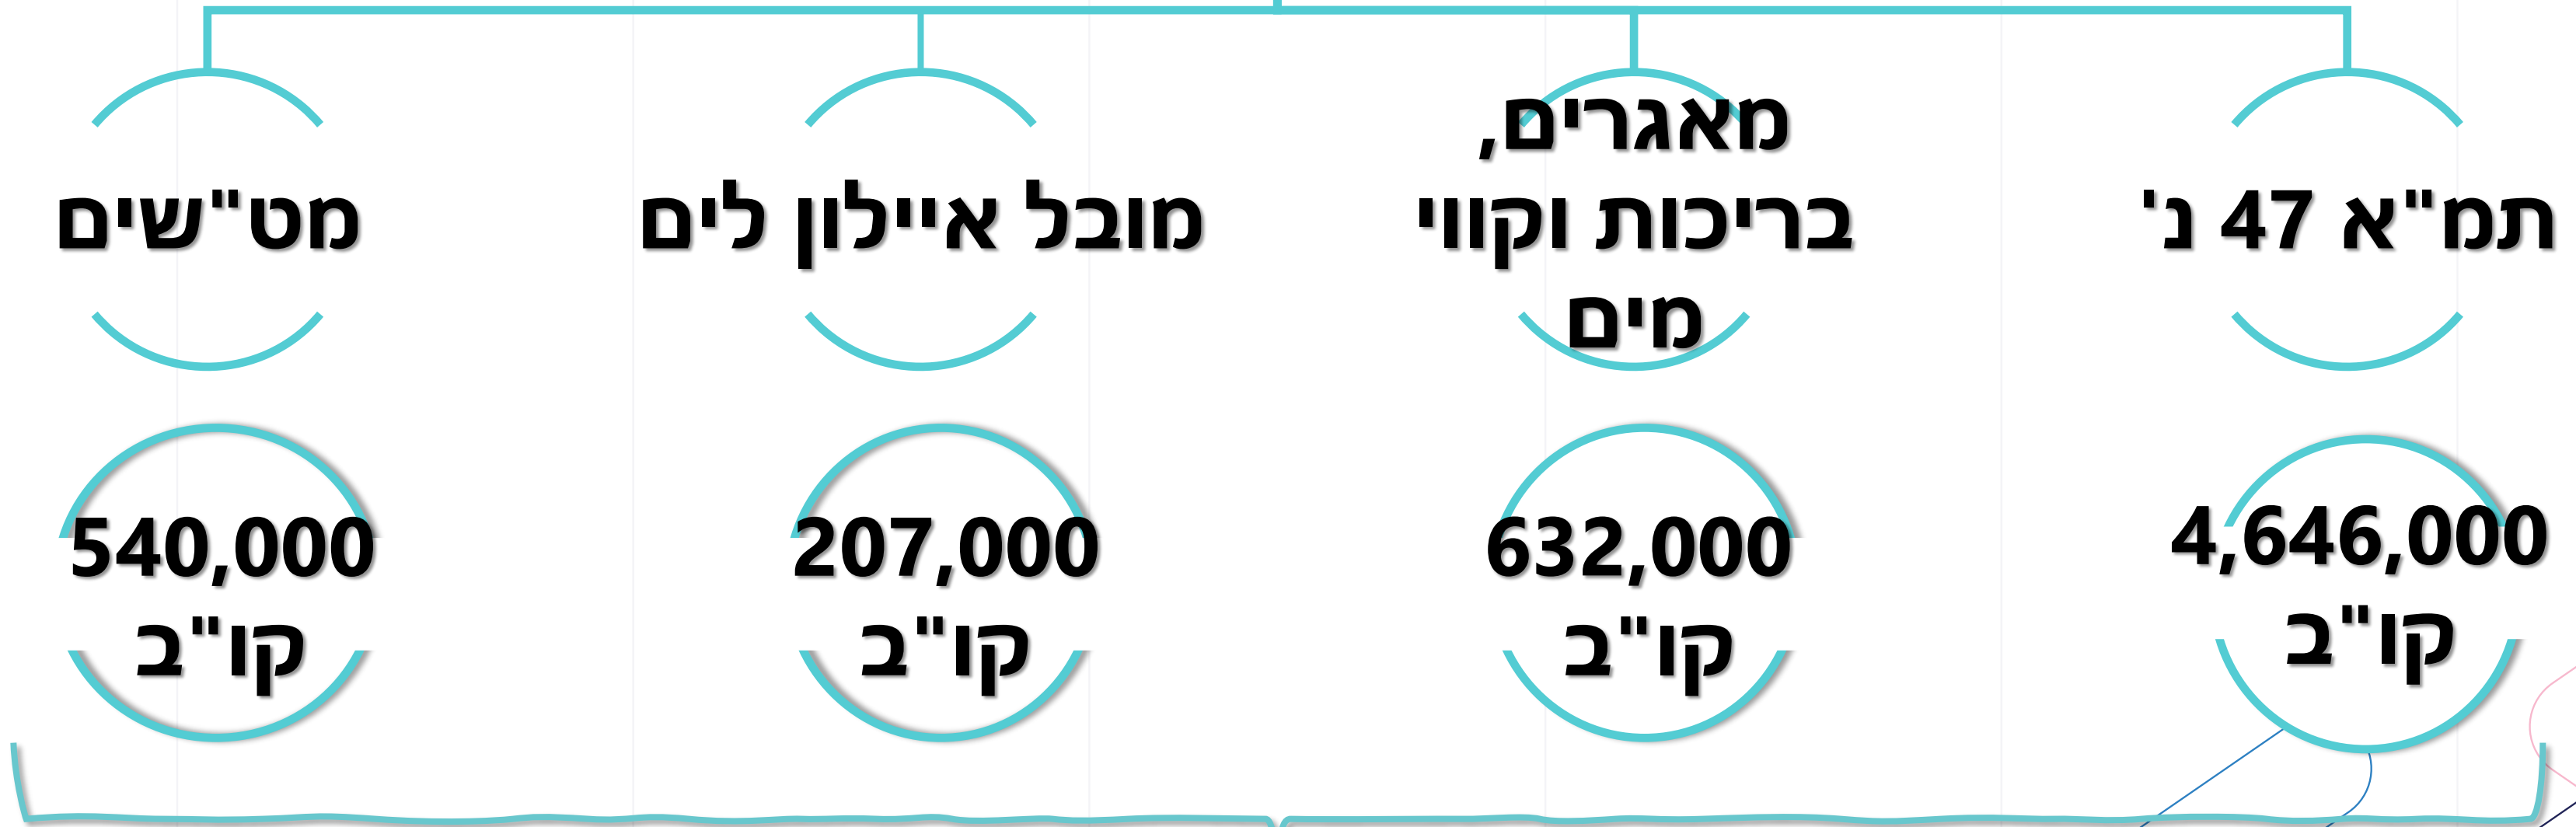 תמ"א 47 נ'
מאגרים,
בריכות וקווי
מים
מובל איילון לים
מט"שים
4,646,000
קו"ב
632,000
קו"ב
207,000
קו"ב
540,000
קו"ב